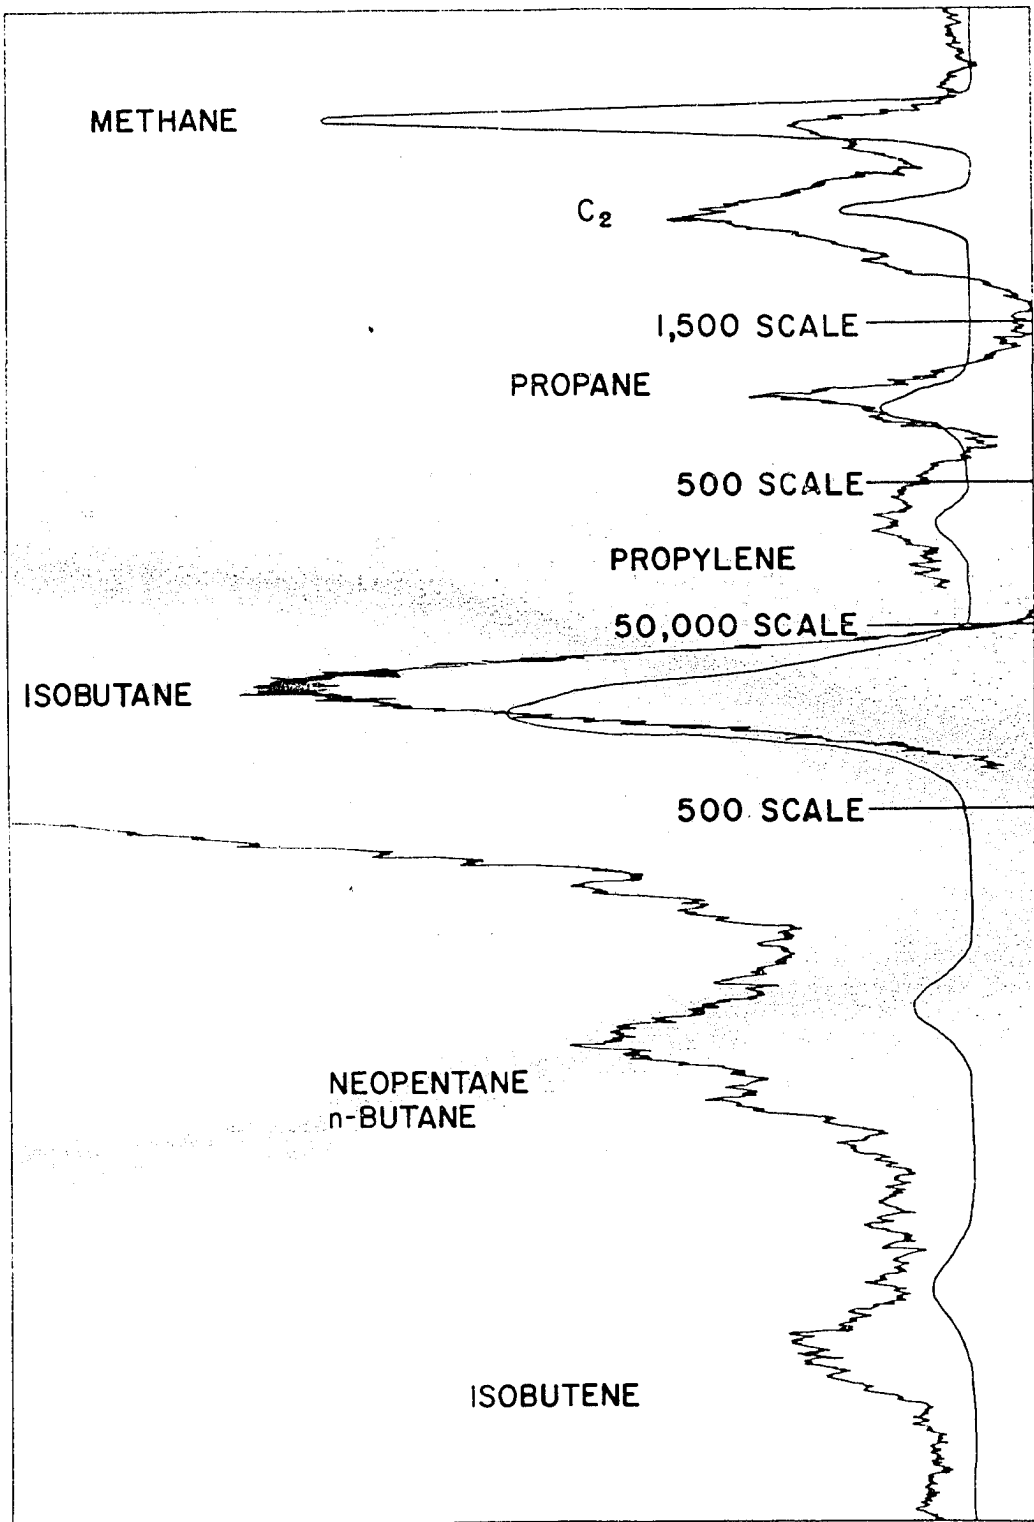 METHANE
C₂
1,500 SCALE
PROPANE
500 SCALE
PROPYLENE
50,000 SCALE
ISOBUTANE
500 SCALE
NEOPENTANE
n-BUTANE
ISOBUTENE